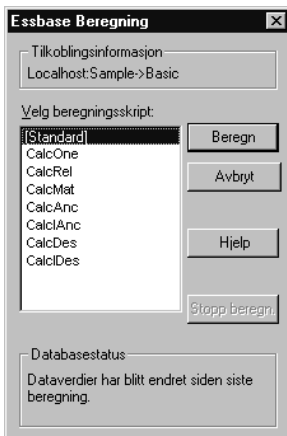 Essbase Beregning
Tilkoblingsinformasjon
Localhost:Sample->Basic
Velg beregningsskript:
[Standard]
CalcOne
CalcRel
CalcMat
CalcAnc
CalcIAnc
CalcDes
CalcIDes
Beregn
Avbryt
Hjelp
Stopp beregn.
Databasestatus
Dataverdier har blitt endret siden siste
beregning.